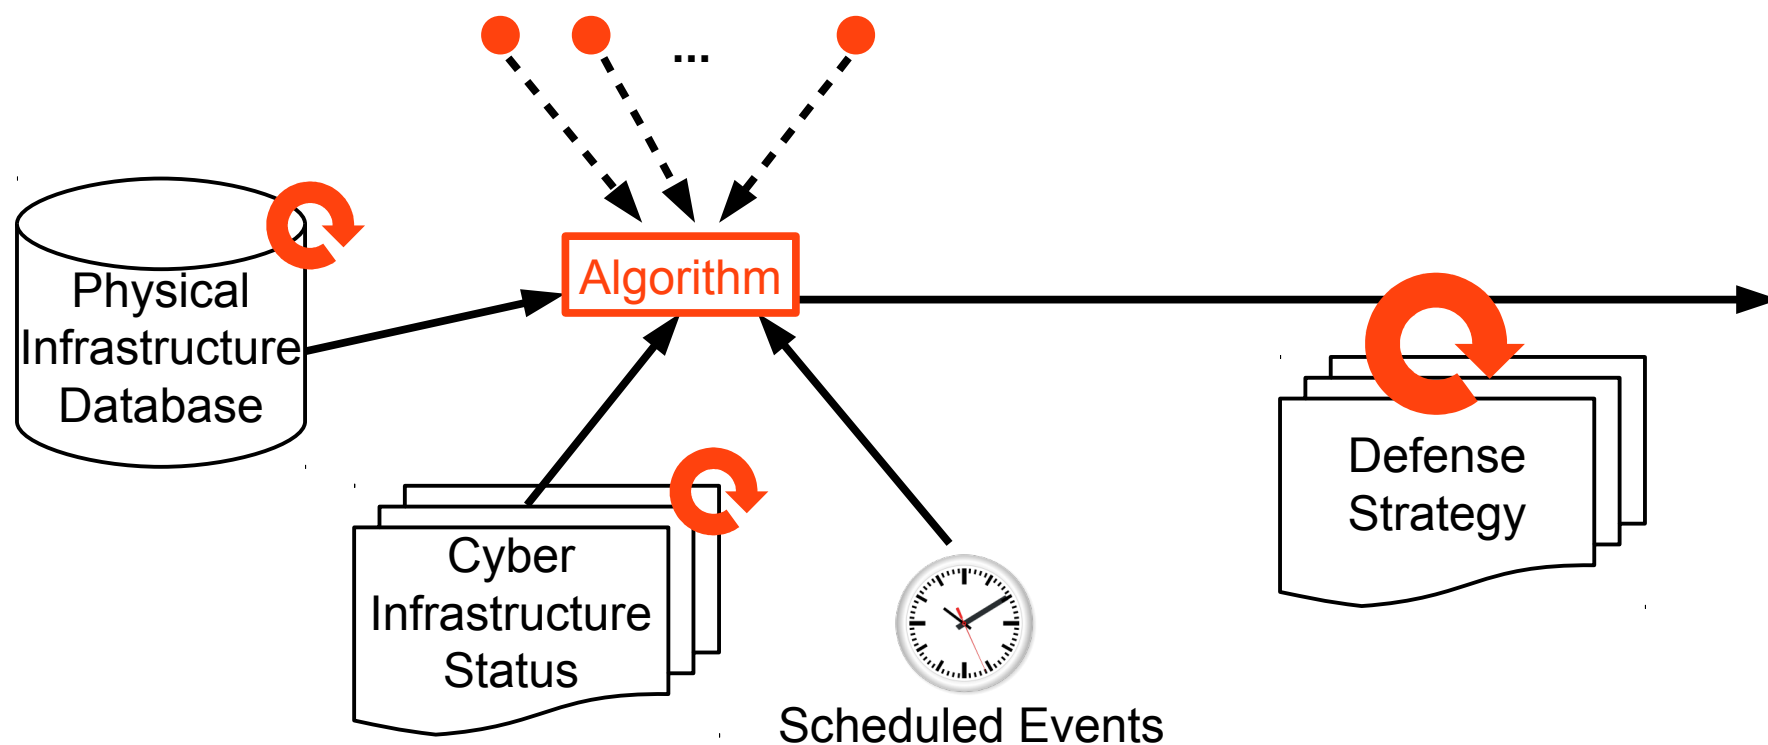 ...
Algorithm
Physical
Infrastructure
Database
Defense
Strategy
Cyber
Infrastructure
Status
Scheduled Events